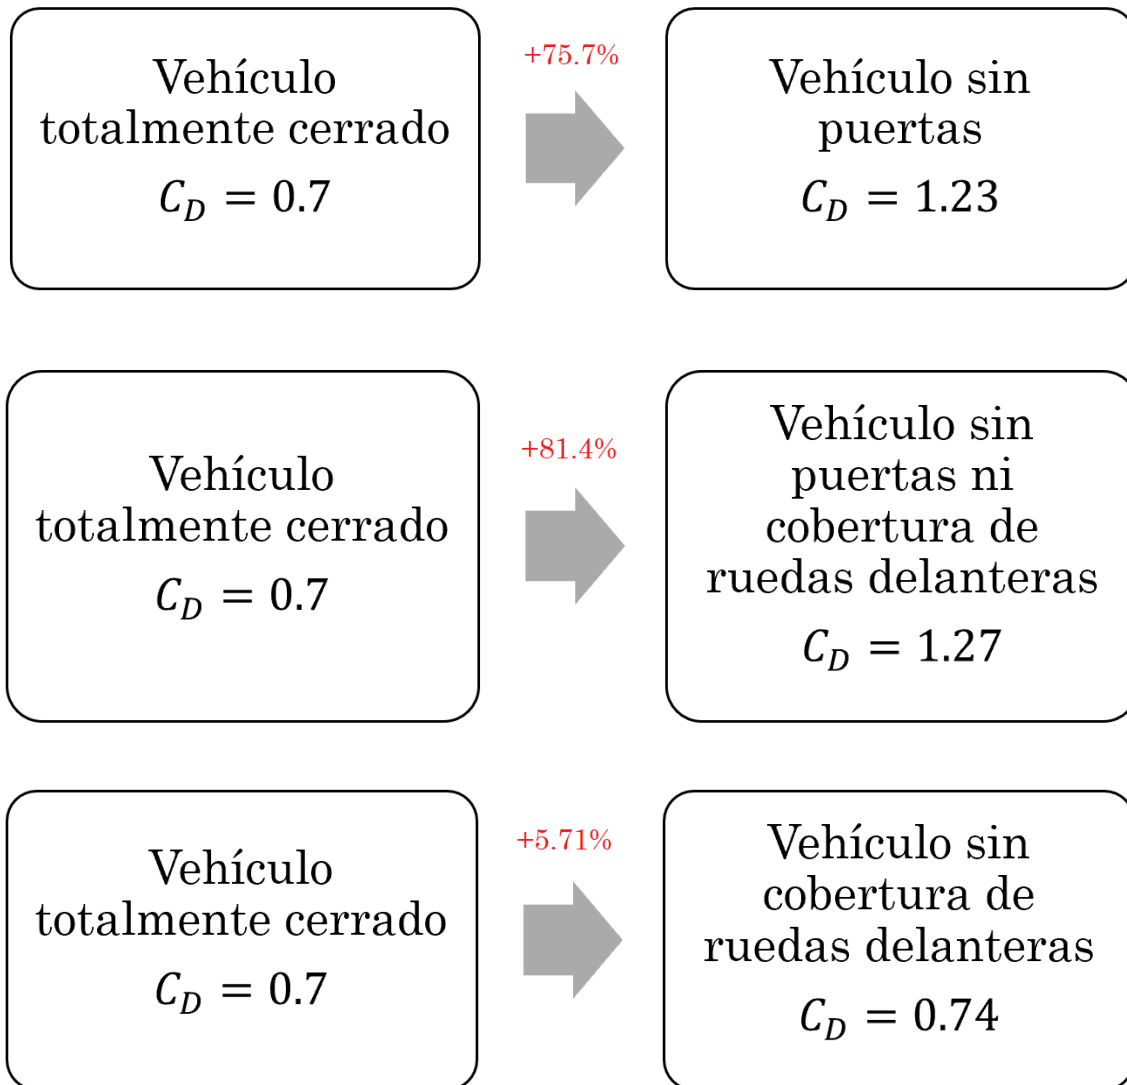 Vehículo
totalmente cerrado
C_D = 0.7
+75.7%
Vehículo sin
puertas
C_D = 1.23
Vehículo
totalmente cerrado
C_D = 0.7
+81.4%
Vehículo sin
puertas ni
cobertura de
ruedas delanteras
C_D = 1.27
Vehículo
totalmente cerrado
C_D = 0.7
+5.71%
Vehículo sin
cobertura de
ruedas delanteras
C_D = 0.74